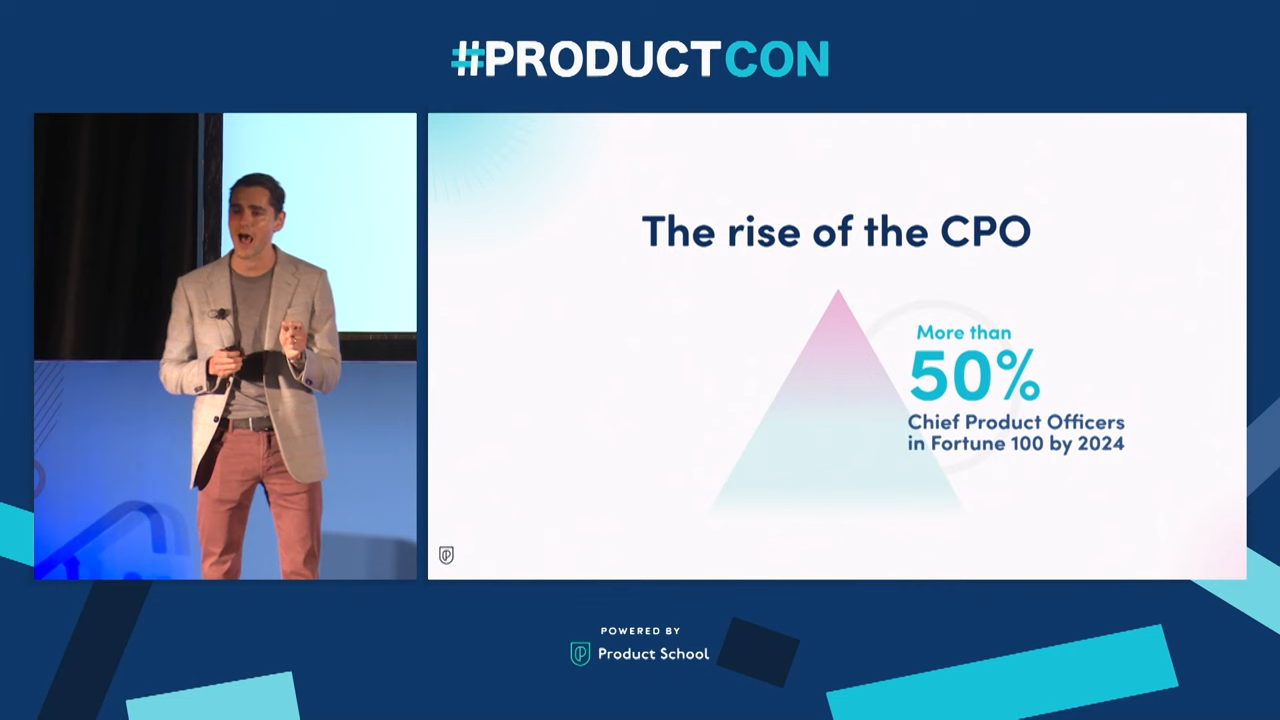 #PRODUCTCON
The rise of the CPO
More than
50%
Chief Product Officers
in Fortune 100 by 2024
POWERED BY
Product School